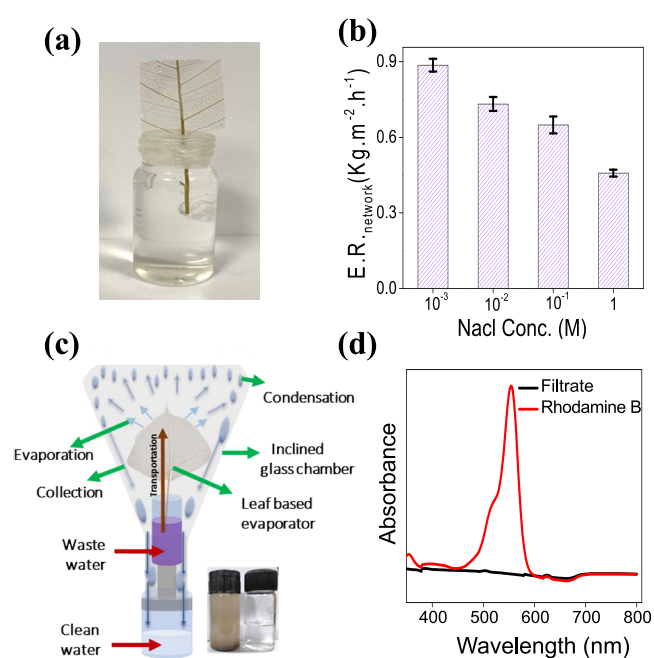 (a)
(b)
E.R.network(Kg.m⁻².h⁻¹)
0.9
0.6
0.3
0.0
10⁻³ 10⁻² 10⁻¹ 1
Nacl Conc. (M)
(c)
Condensation
Evaporation
Collection
Transportation
Inclined
glass chamber
Leaf based
evaporator
Waste
water
Clean
water
(d)
Filtrate
Rhodamine B
Absorbance
400 500 600 700 800
Wavelength (nm)